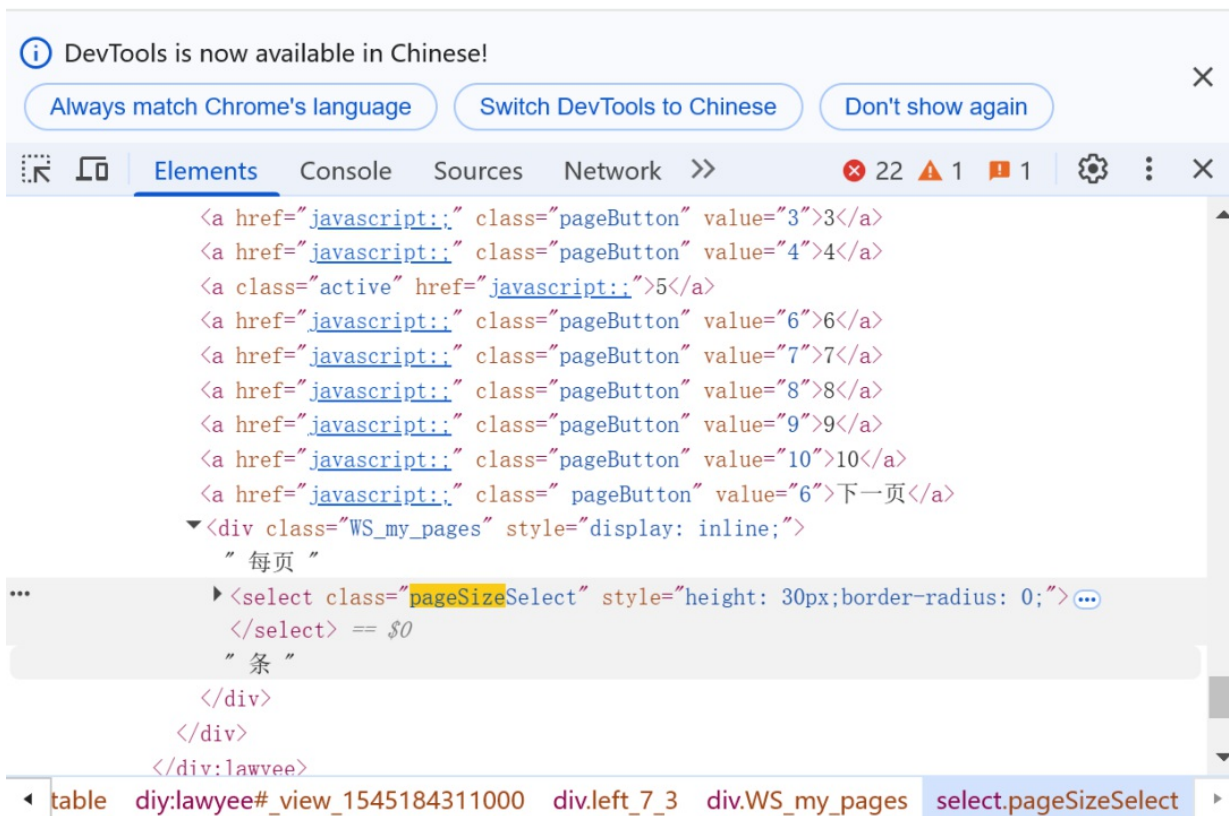 DevTools is now available in Chinese!
Always match Chrome's language Switch DevTools to Chinese Don't show again
Elements Console Sources Network 22 1 1
<a href="javascript:;" class="pageButton" value="3">3</a>
<a href="javascript:;" class="pageButton" value="4">4</a>
<a class="active" href="javascript:;">5</a>
<a href="javascript:;" class="pageButton" value="6">6</a>
<a href="javascript:;" class="pageButton" value="7">7</a>
<a href="javascript:;" class="pageButton" value="8">8</a>
<a href="javascript:;" class="pageButton" value="9">9</a>
<a href="javascript:;" class="pageButton" value="10">10</a>
<a href="javascript:;" class=" pageButton" value="6">下一页</a>
<div class="WS_my_pages" style="display: inline;">
" 每页 "
<select class="pageSizeSelect" style="height: 30px;border-radius: 0;">
</select> == $0
" 条 "
</div>
</div>
</diy:lawyee>
table diy:lawyee#_view_1545184311000 div.left_7_3 div.WS_my_pages select.pageSizeSelect